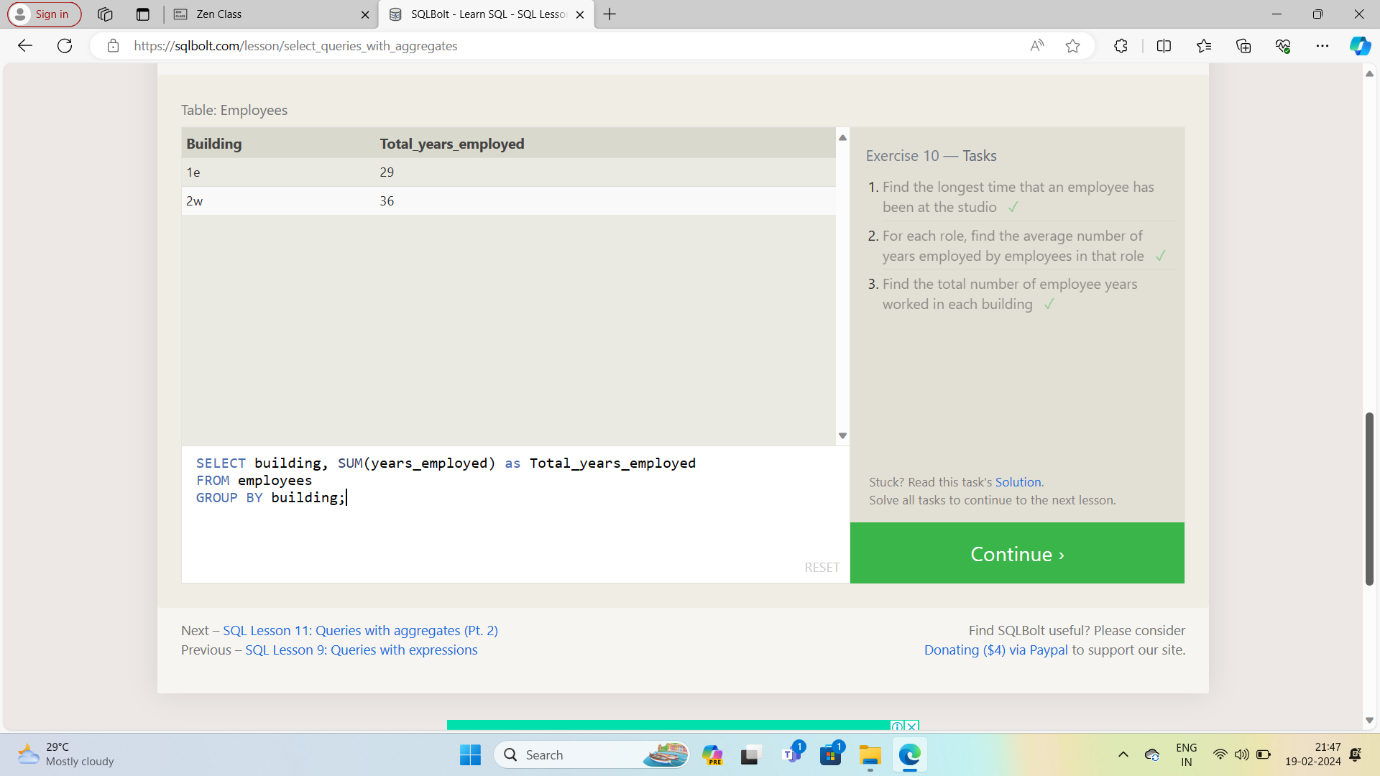 Sign in
Zen Class
SQLBolt - Learn SQL - SQL Lesso
https://sqlbolt.com/lesson/select_queries_with_aggregates
Table: Employees
Building Total_years_employed
1e 29
2w 36
SELECT building, SUM(years_employed) as Total_years_employed
FROM employees
GROUP BY building;
RESET
Exercise 10 — Tasks
1. Find the longest time that an employee has
been at the studio ✓
2. For each role, find the average number of
years employed by employees in that role ✓
3. Find the total number of employee years
worked in each building ✓
Stuck? Read this task's Solution.
Solve all tasks to continue to the next lesson.
Continue ›
Next – SQL Lesson 11: Queries with aggregates (Pt. 2)
Previous – SQL Lesson 9: Queries with expressions
Find SQLBolt useful? Please consider
Donating ($4) via Paypal to support our site.
29°C
Mostly cloudy
Search
PRE
1
1
ENG
IN
21:47
19-02-2024